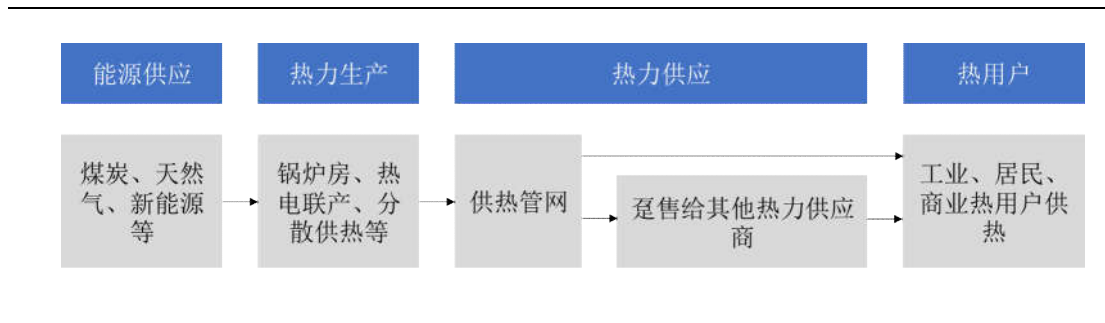 能源供应
热力生产
热力供应
热用户
煤炭、天然
气、新能源
等
锅炉房、热
电联产、分
散供热等
供热管网
趸售给其他热力供应
商
工业、居民、
商业热用户供
热